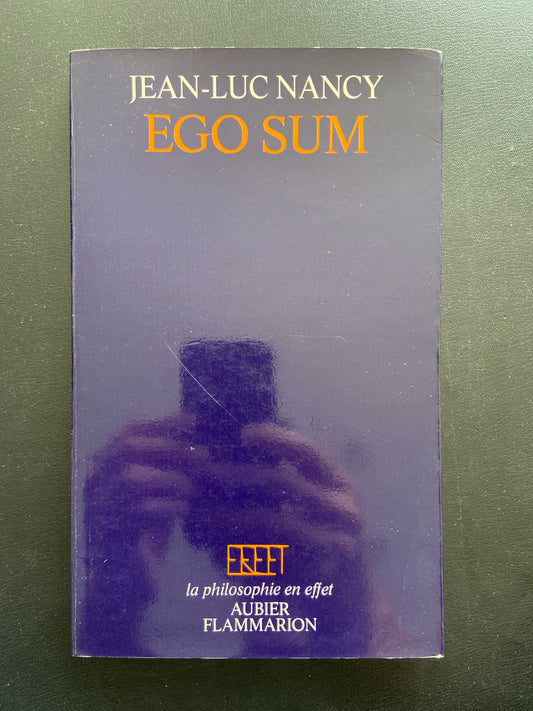 JEAN-LUC NANCY
EGO SUM
EFFET
la philosophie en effet
AUBIER
FLAMMARION